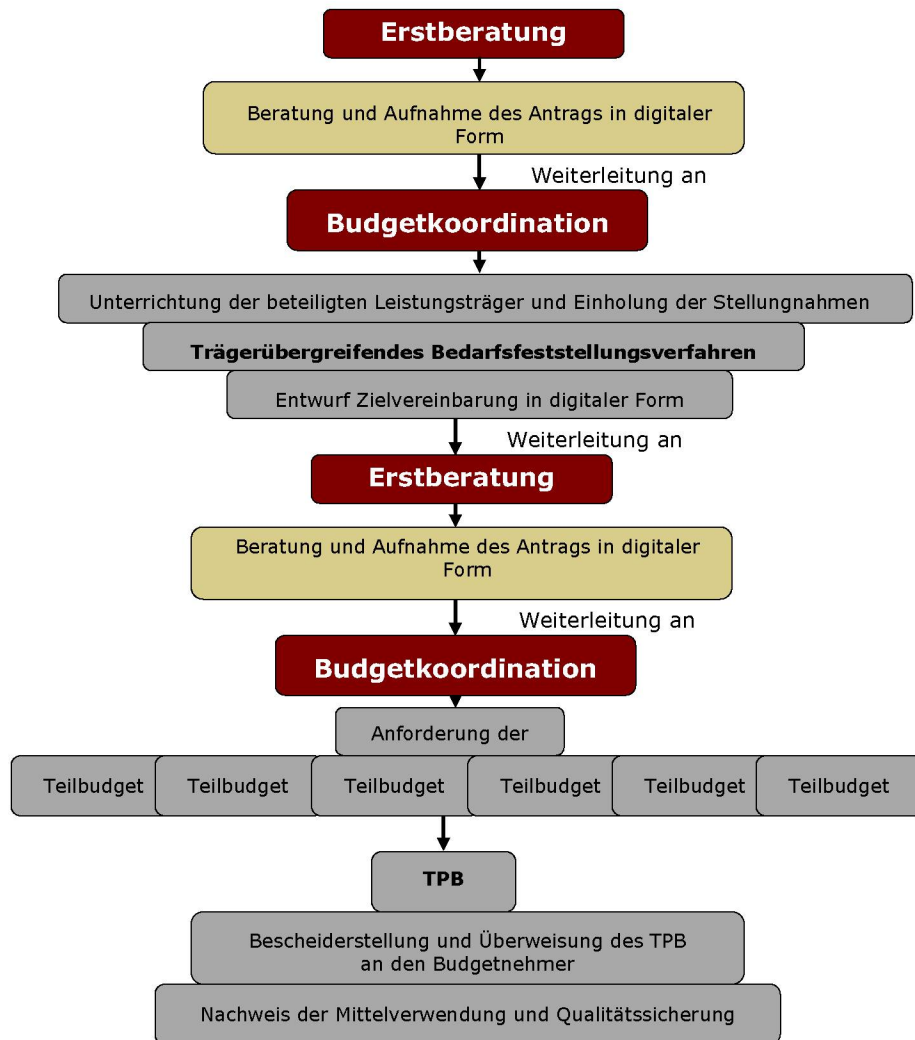 Erstberatung
Beratung und Aufnahme des Antrags in digitaler
Form
Weiterleitung an
Budgetkoordination
Unterrichtung der beteiligten Leistungsträger und Einholung der Stellungnahmen
Trägerübergreifendes Bedarfsfeststellungsverfahren
Entwurf Zielvereinbarung in digitaler Form
Weiterleitung an
Erstberatung
Beratung und Aufnahme des Antrags in digitaler
Form
Weiterleitung an
Budgetkoordination
Anforderung der
Teilbudget Teilbudget Teilbudget Teilbudget Teilbudget Teilbudget
TPB
Bescheiderstellung und Überweisung des TPB
an den Budgetnehmer
Nachweis der Mittelverwendung und Qualitätssicherung